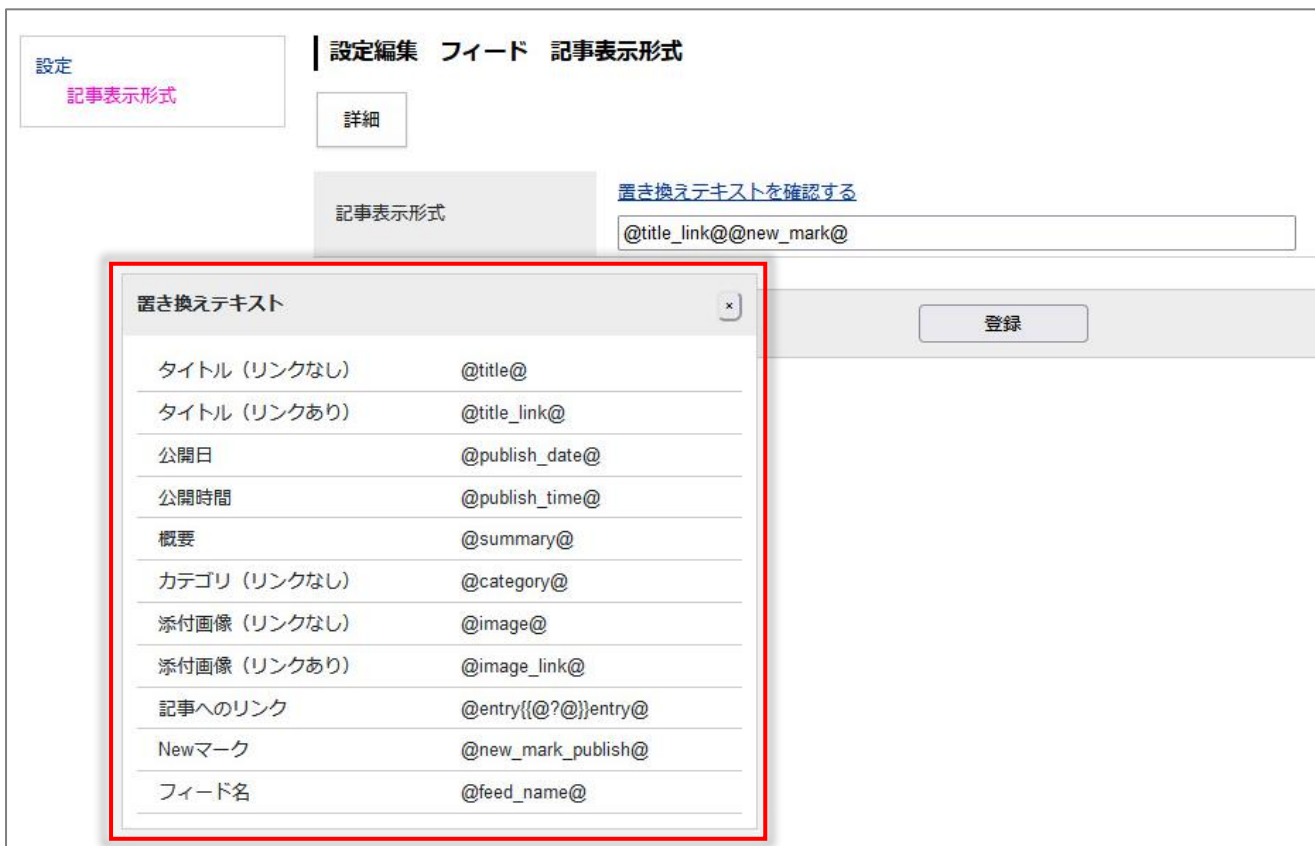 設定
記事表示形式
設定編集　フィード　記事表示形式
詳細
記事表示形式
置き換えテキストを確認する
@title_link@@new_mark@
登録
置き換えテキスト ×
タイトル（リンクなし） @title@
タイトル（リンクあり） @title_link@
公開日 @publish_date@
公開時間 @publish_time@
概要 @summary@
カテゴリ（リンクなし） @category@
添付画像（リンクなし） @image@
添付画像（リンクあり） @image_link@
記事へのリンク @entry{{@?@}}entry@
Newマーク @new_mark_publish@
フィード名 @feed_name@